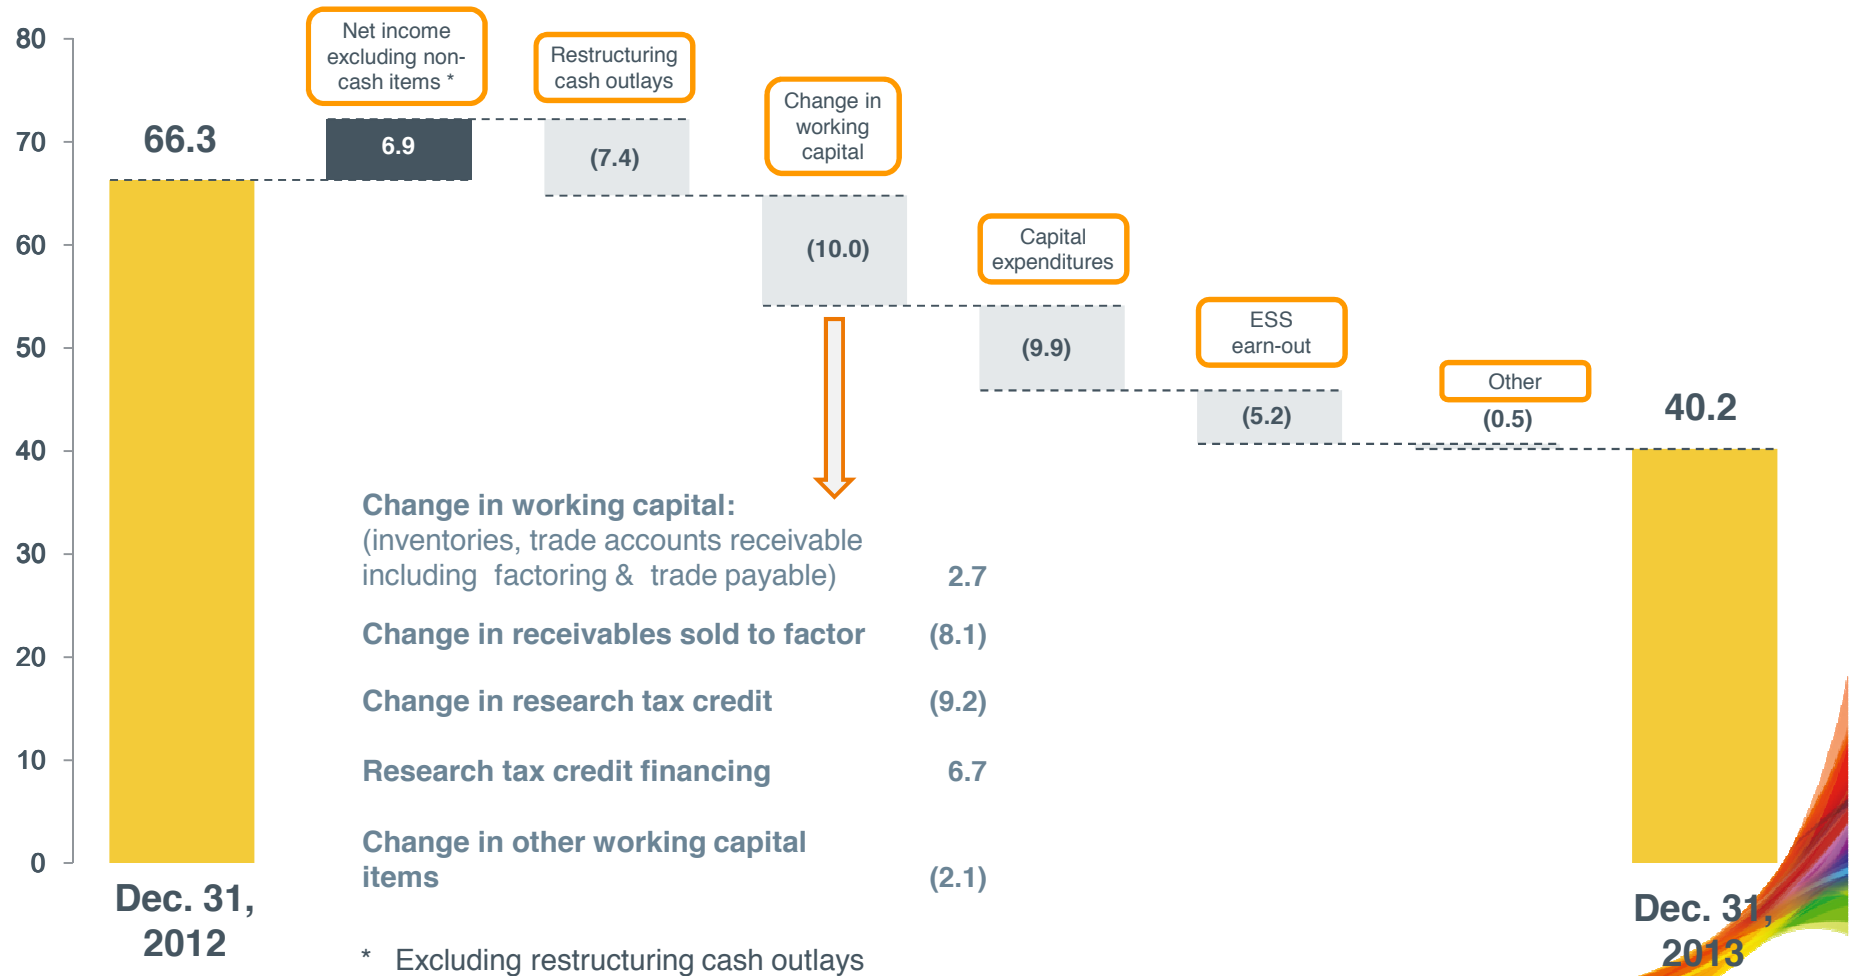 80
70
60
50
40
30
20
10
0
66.3
Net income
excluding non-
cash items *
6.9
Restructuring
cash outlays
(7.4)
Change in
working
capital
(10.0)
Capital
expenditures
(9.9)
ESS
earn-out
(5.2)
Other
(0.5)
40.2
Change in working capital:
(inventories, trade accounts receivable
including factoring & trade payable) 2.7
Change in receivables sold to factor (8.1)
Change in research tax credit (9.2)
Research tax credit financing 6.7
Change in other working capital
items (2.1)
Dec. 31,
2012
Dec. 31,
2013
* Excluding restructuring cash outlays